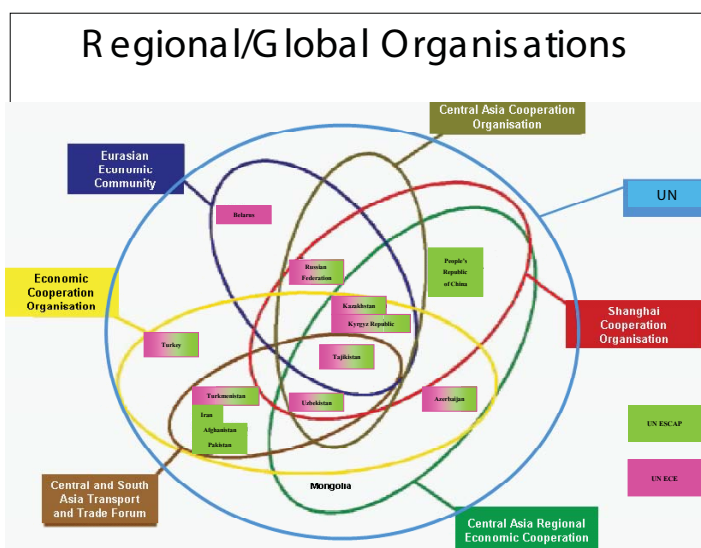 Regional/Global Organisations
Central Asia Cooperation
Organisation
Eurasian
Economic
Community
UN
Belarus
Russian
Federation
People's
Republic
of China
Economic
Cooperation
Organisation
Kazakhstan
Kyrgyz Republic
Shanghai
Cooperation
Organisation
Turkey
Tajikistan
Turkmenistan
Uzbekistan
Azerbaijan
Iran
Afghanistan
Pakistan
UN ESCAP
Central and South
Asia Transport
and Trade Forum
Mongolia
UN ECE
Central Asia Regional
Economic Cooperation